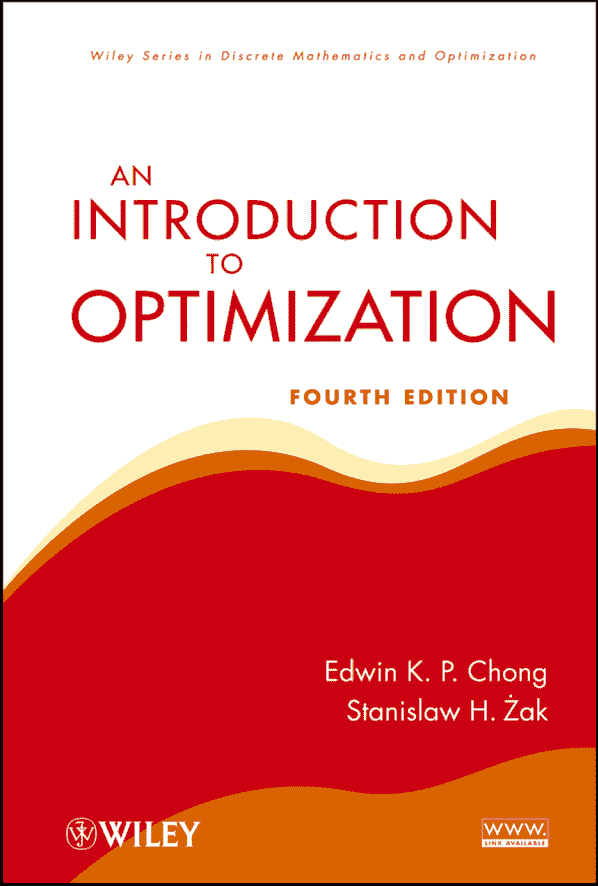 Wiley Series in Discrete Mathematics and Optimization
AN
INTRODUCTION
TO
OPTIMIZATION
FOURTH EDITION
Edwin K. P. Chong
Stanislaw H. Żak
WILEY
WWW.
LINK AVAILABLE